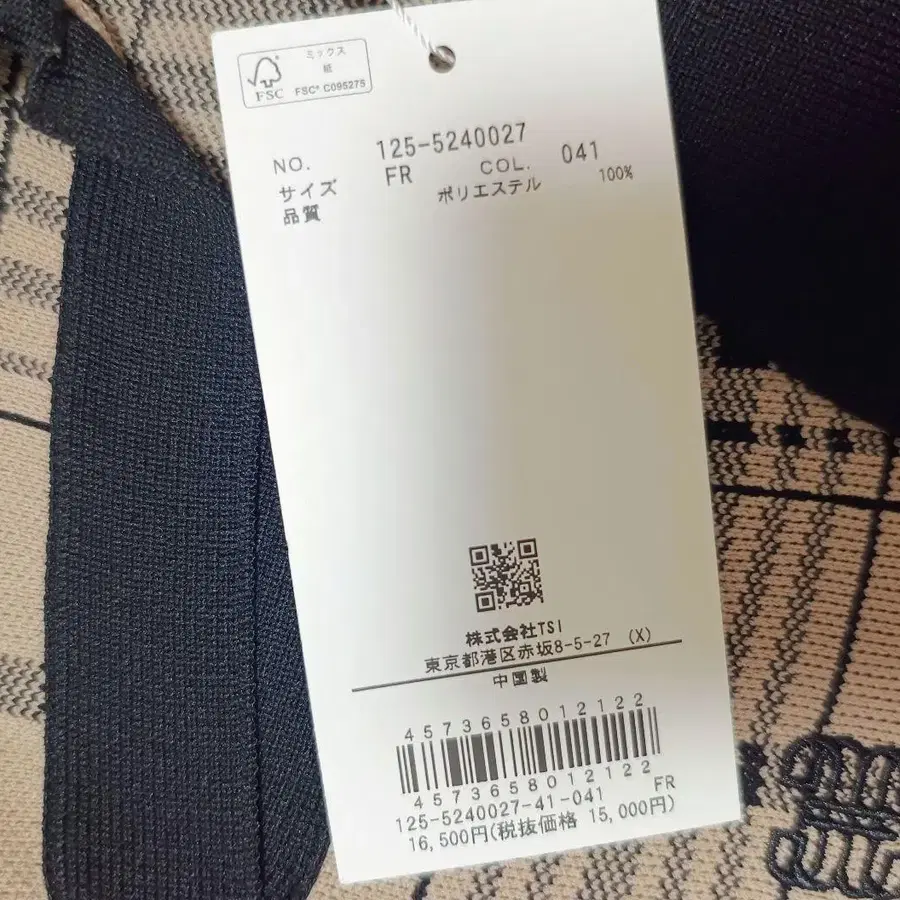 ミックス
紙
FSC
FSC® C095275
NO. 125-5240027 COL. 041
サイズ FR
品質 ポリエステル 100%
株式会社TSI
東京都港区赤坂8-5-27 (X)
中国製
4573658012122
4573658012122
125-5240027-41-041 FR
16,500円(税抜価格 15,000円)